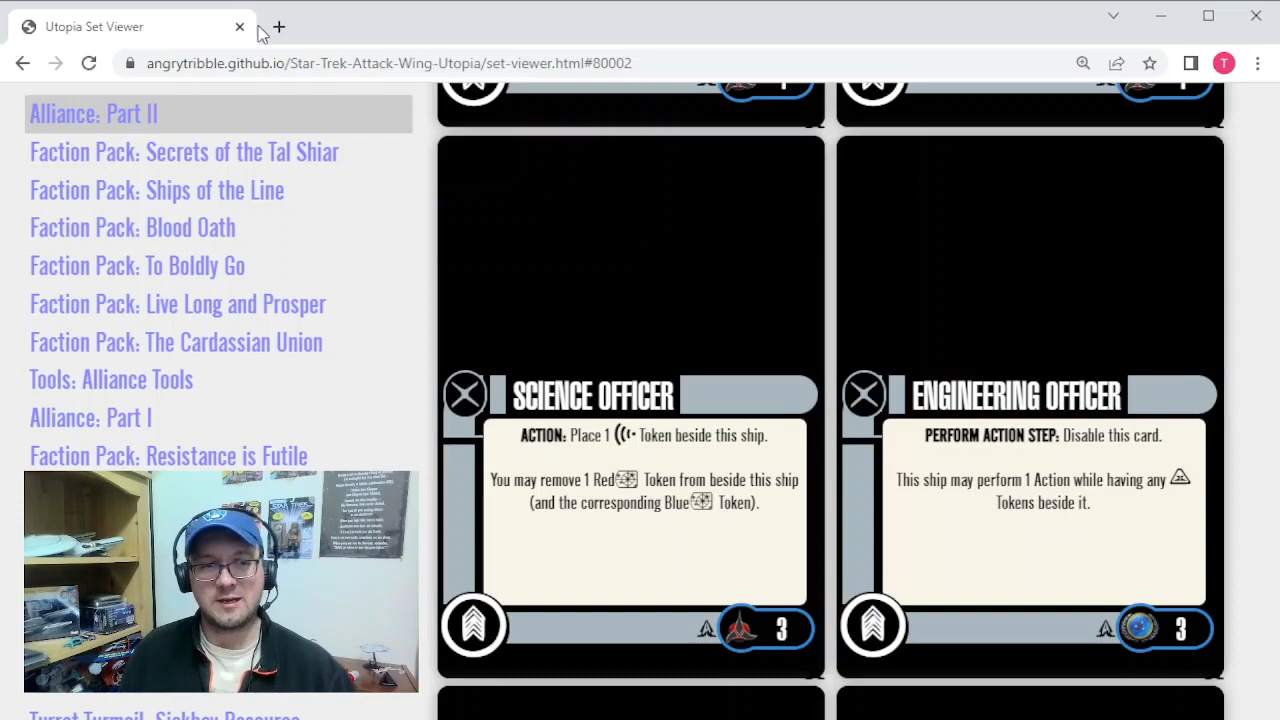 Utopia Set Viewer
angrytribble.github.io/Star-Trek-Attack-Wing-Utopia/set-viewer.html#80002
T
Alliance: Part II
Faction Pack: Secrets of the Tal Shiar
Faction Pack: Ships of the Line
Faction Pack: Blood Oath
Faction Pack: To Boldly Go
Faction Pack: Live Long and Prosper
Faction Pack: The Cardassian Union
Tools: Alliance Tools
Alliance: Part I
Faction Pack: Resistance is Futile
SCIENCE OFFICER
ACTION: Place 1 Token beside this ship.
You may remove 1 Red Token from beside this ship
(and the corresponding Blue Token).
3
ENGINEERING OFFICER
PERFORM ACTION STEP: Disable this card.
This ship may perform 1 Action while having any
Tokens beside it.
3